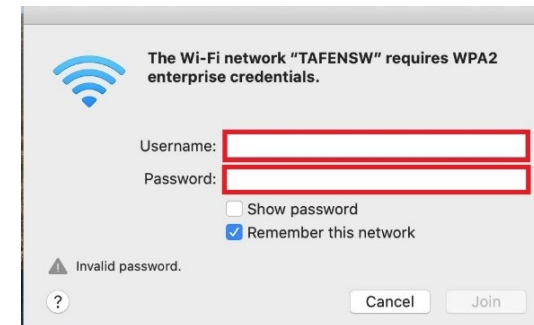 The Wi-Fi network “TAFENSW” requires WPA2
enterprise credentials.
Username:
Password:
Show password
Remember this network
Invalid password.
?
Cancel
Join